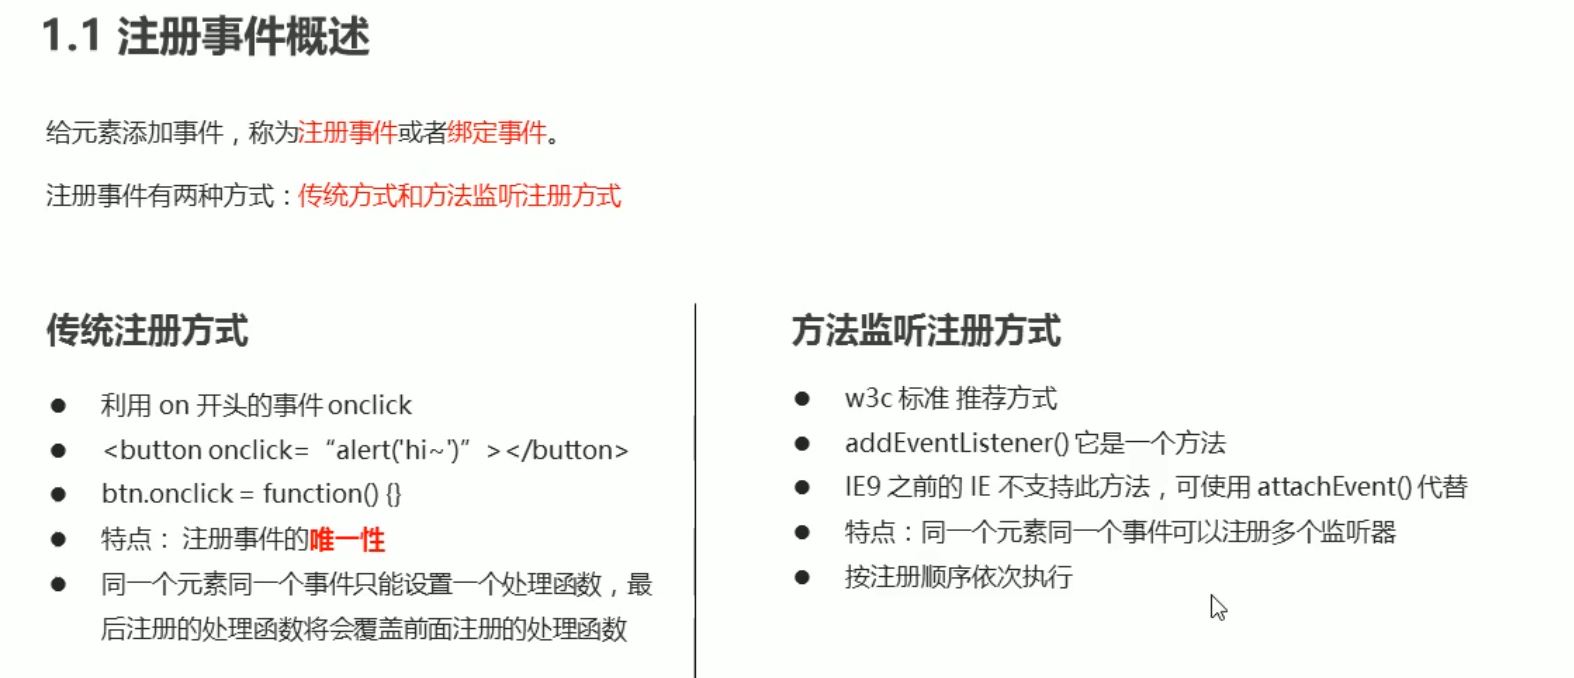 1.1 注册事件概述
给元素添加事件，称为注册事件或者绑定事件。
注册事件有两种方式：传统方式和方法监听注册方式
传统注册方式
● 利用 on 开头的事件 onclick
● <button onclick= “alert('hi~')” ></button>
● btn.onclick = function() {}
● 特点： 注册事件的唯一性
● 同一个元素同一个事件只能设置一个处理函数，最
后注册的处理函数将会覆盖前面注册的处理函数
方法监听注册方式
● w3c 标准 推荐方式
● addEventListener() 它是一个方法
● IE9 之前的 IE 不支持此方法，可使用 attachEvent() 代替
● 特点：同一个元素同一个事件可以注册多个监听器
● 按注册顺序依次执行